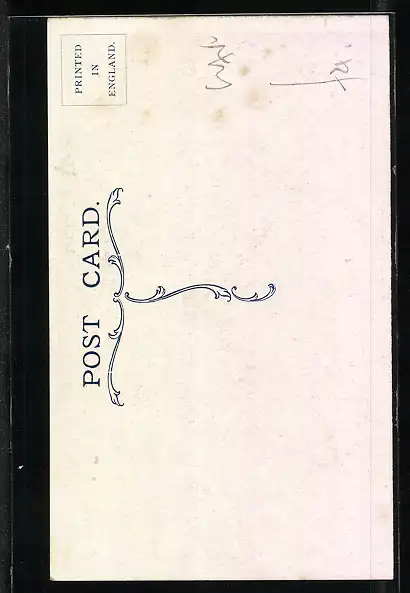 PRINTED
IN
ENGLAND.
POST CARD.